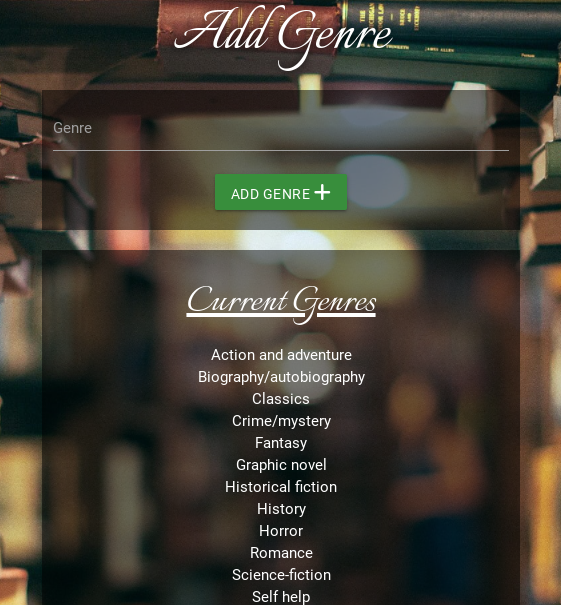 Add Genre
Genre
ADD GENRE +
Current Genres
Action and adventure
Biography/autobiography
Classics
Crime/mystery
Fantasy
Graphic novel
Historical fiction
History
Horror
Romance
Science-fiction
Self help